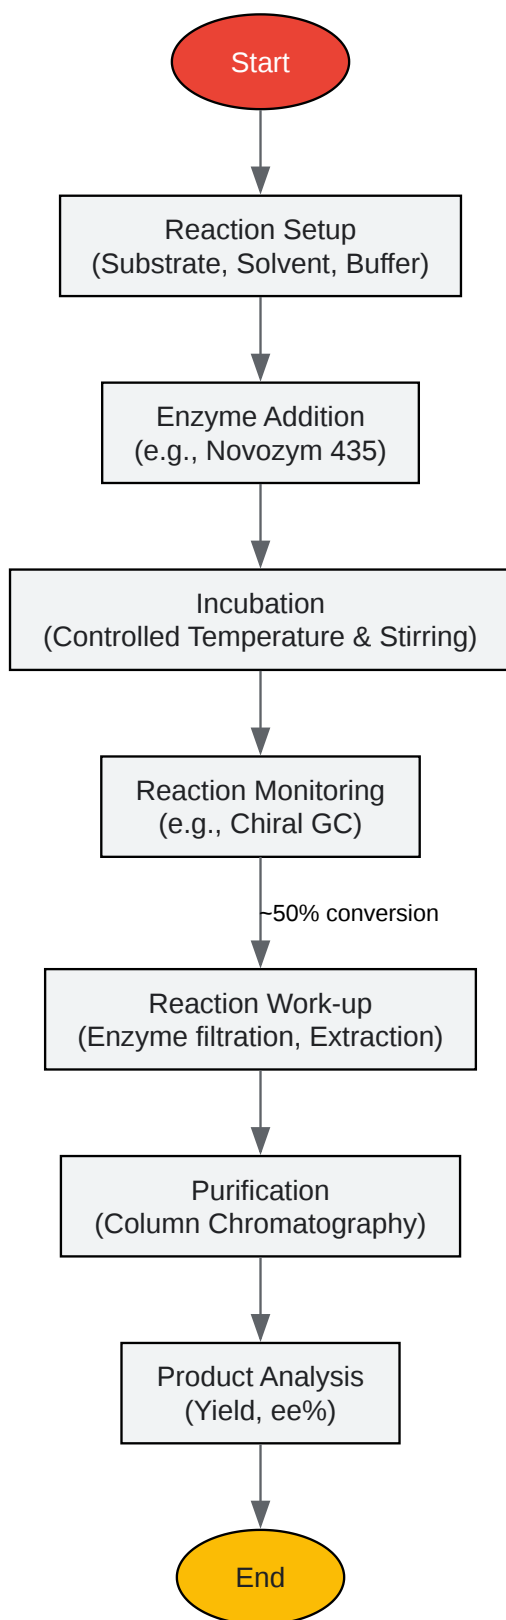 Start
Reaction Setup
(Substrate, Solvent, Buffer)
Enzyme Addition
(e.g., Novozym 435)
Incubation
(Controlled Temperature & Stirring)
Reaction Monitoring
(e.g., Chiral GC)
~50% conversion
Reaction Work-up
(Enzyme filtration, Extraction)
Purification
(Column Chromatography)
Product Analysis
(Yield, ee%)
End